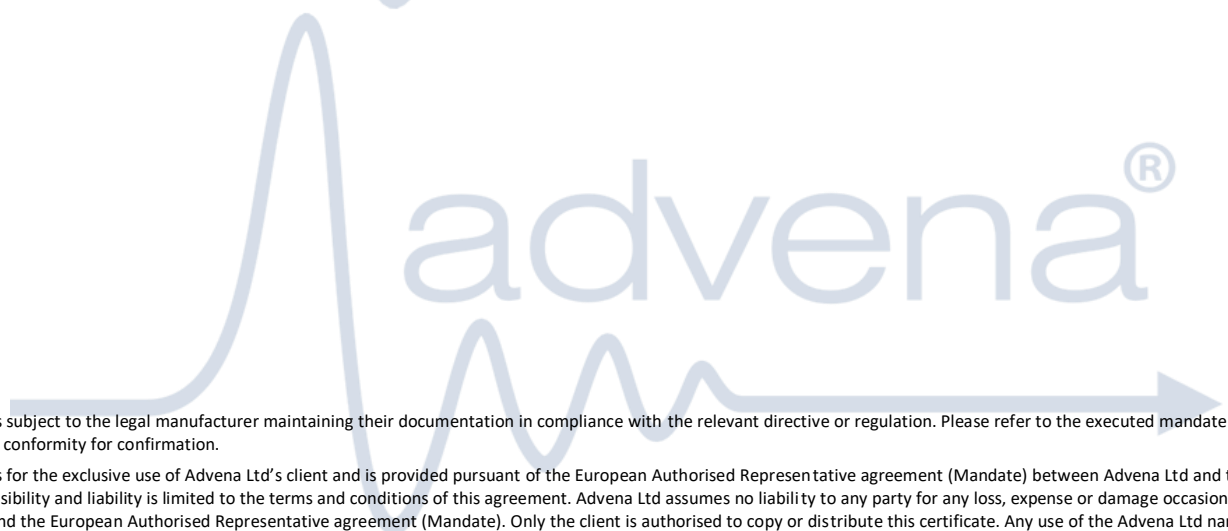 advena®
s subject to the legal manufacturer maintaining their documentation in compliance with the relevant directive or regulation. Please refer to the executed mandate
conformity for confirmation.
s for the exclusive use of Advena Ltd's client and is provided pursuant of the European Authorised Representative agreement (Mandate) between Advena Ltd and
sibility and liability is limited to the terms and conditions of this agreement. Advena Ltd assumes no liability to any party for any loss, expense or damage occasion
nd the European Authorised Representative agreement (Mandate). Only the client is authorised to copy or distribute this certificate. Any use of the Advena Ltd na